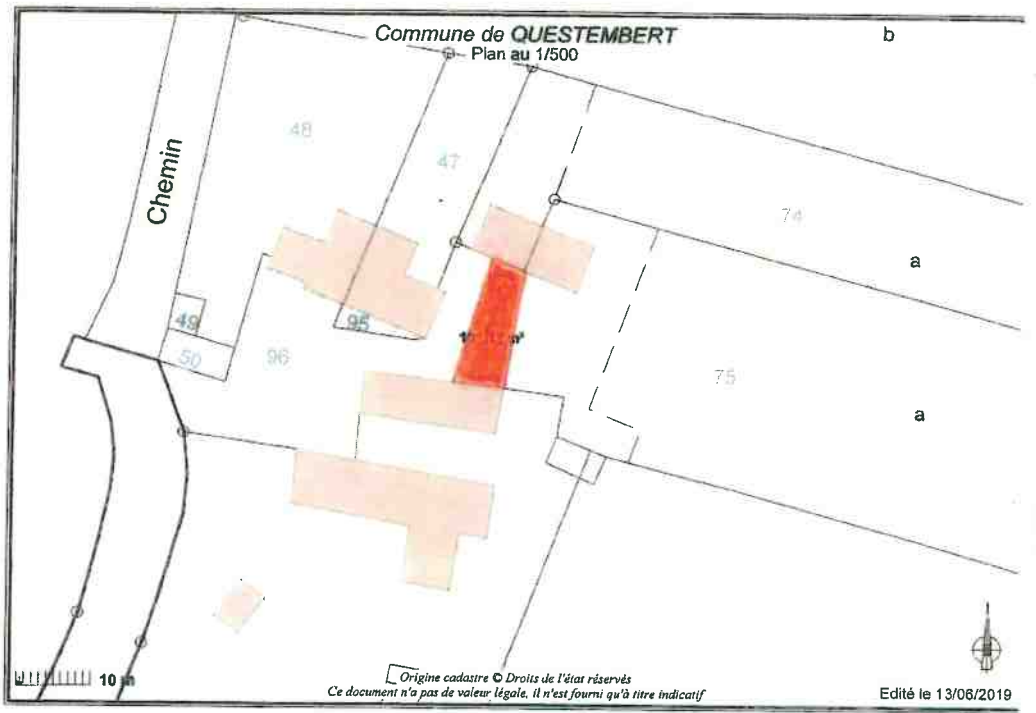 Commune de QUESTEMBERT
b
Plan au 1/500
48
47
Chemin
74
a
49
95
50
96
75
a
10 m
Origine cadastre © Droits de l'état réservés
Ce document n'a pas de valeur légale, il n'est fourni qu'à titre indicatif
Edité le 13/06/2019